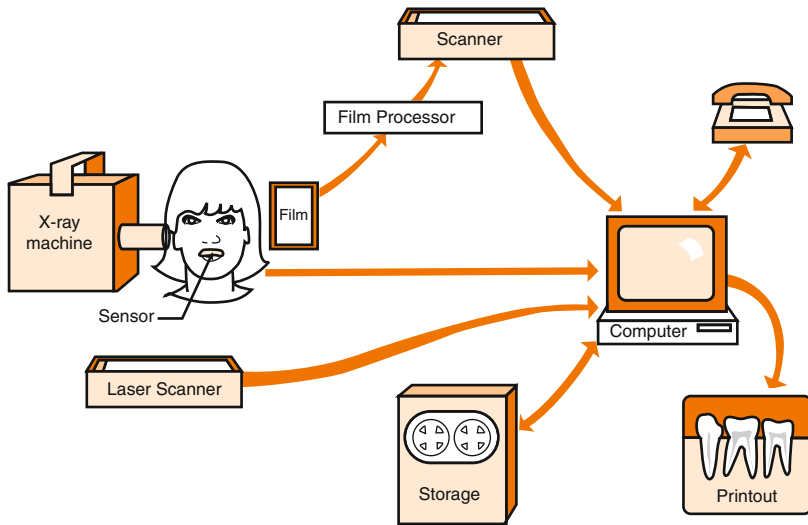 Scanner
Film Processor
X-ray
machine
Film
Sensor
Computer
Laser Scanner
Storage
Printout